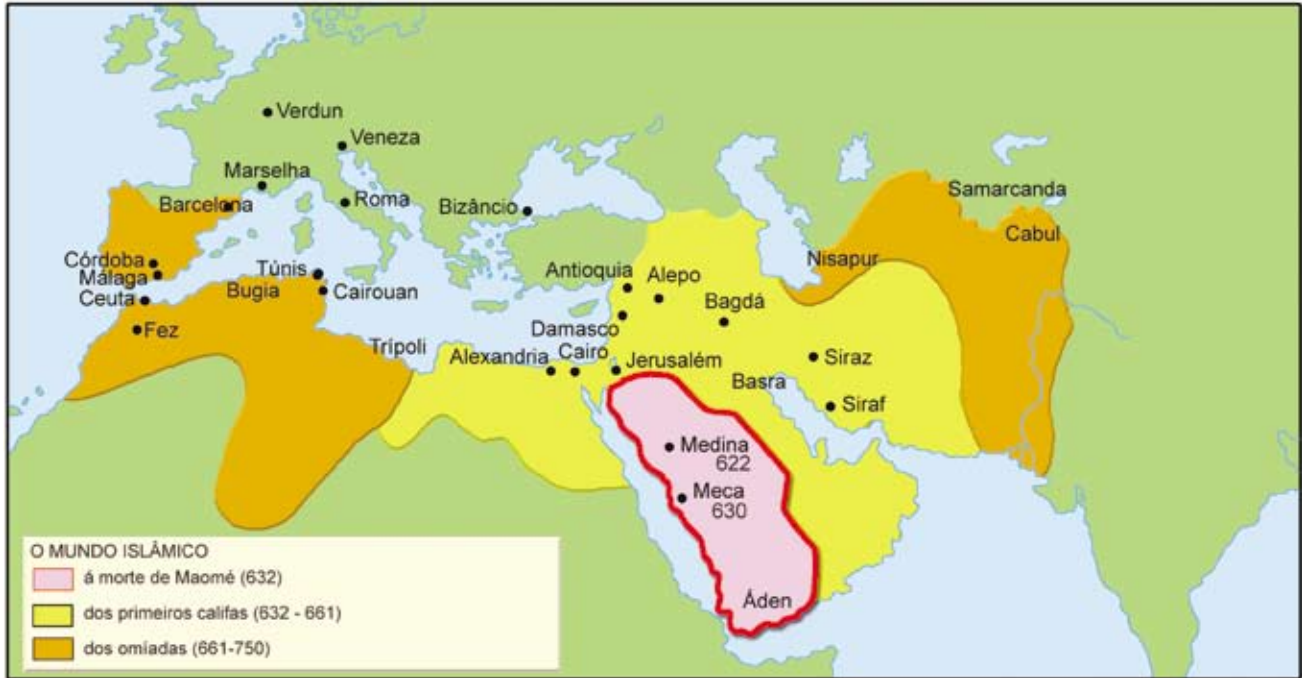 Verdun
Veneza
Marselha
Barcelona
Roma
Bizâncio
Samarcanda
Cabul
Nisapur
Córdoba
Málaga
Ceuta
Fez
Túnis
Bugia
Cairouan
Antioquia
Alepo
Bagdá
Damasco
Trípoli
Alexandria
Cairo
Jerusalém
Basra
Siraz
Siraf
Medina
622
Meca
630
Áden
O MUNDO ISLÂMICO
á morte de Maomé (632)
dos primeiros califas (632 - 661)
dos omíadas (661-750)